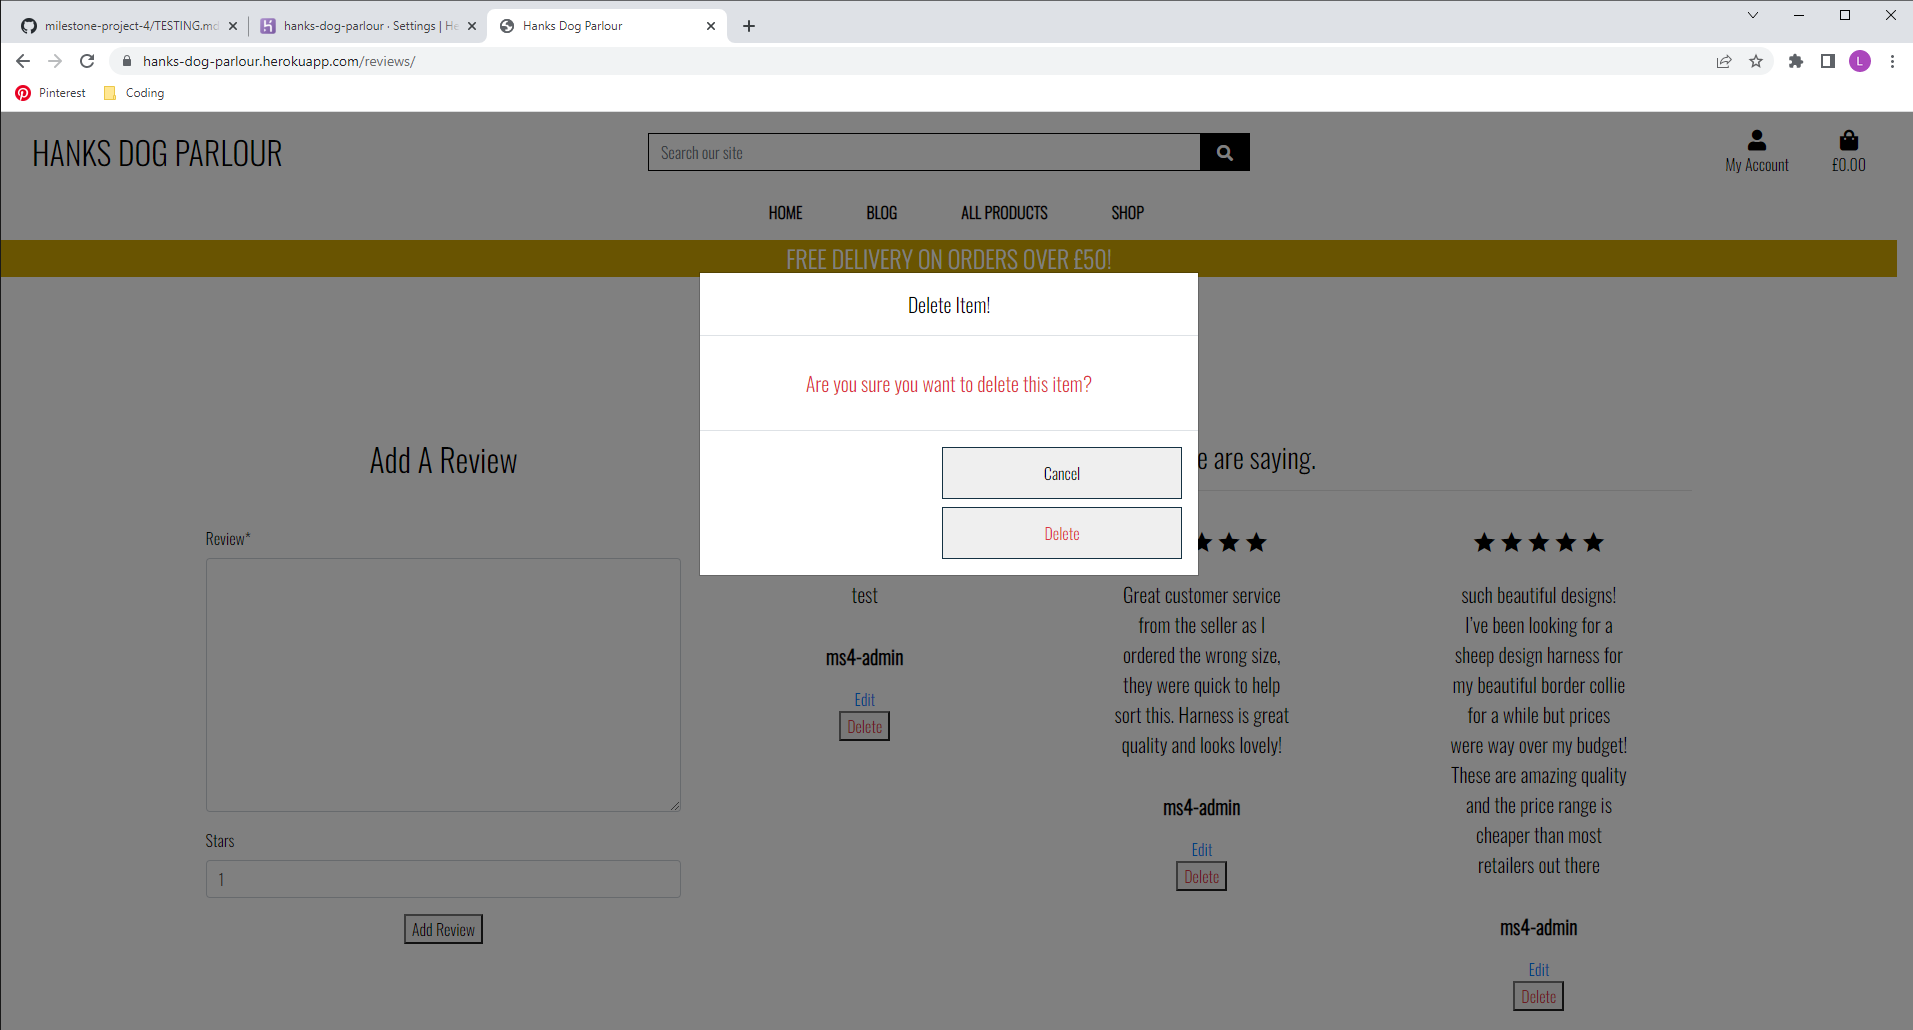 milestone-project-4/TESTING.md
hanks-dog-parlour · Settings | He
Hanks Dog Parlour
hanks-dog-parlour.herokuapp.com/reviews/
L
Pinterest
Coding
HANKS DOG PARLOUR
Search our site
My Account
£0.00
HOME
BLOG
ALL PRODUCTS
SHOP
FREE DELIVERY ON ORDERS OVER £50!
Delete Item!
Are you sure you want to delete this item?
Cancel
Delete
Add A Review
Review*
Stars
1
Add Review
e are saying.
test
ms4-admin
Edit
Delete
Great customer service
from the seller as I
ordered the wrong size,
they were quick to help
sort this. Harness is great
quality and looks lovely!
ms4-admin
Edit
Delete
such beautiful designs!
I've been looking for a
sheep design harness for
my beautiful border collie
for a while but prices
were way over my budget!
These are amazing quality
and the price range is
cheaper than most
retailers out there
ms4-admin
Edit
Delete